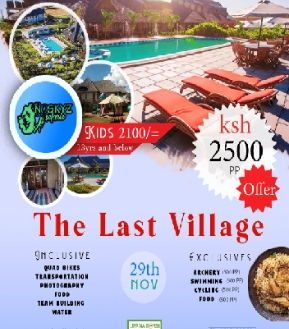 KIDS 2100/=
13yrs and below
ksh
2500
PP
Offer
The Last Village
INCLUSIVE
QUAD BIKES
TRANSPORTATION
PHOTOGRAPHY
FOOD
TEAM BUILDING
WATER
29th
NOV
EXCLUSIVES
ARCHERY
SWIMMING
CYCLING
FOOD